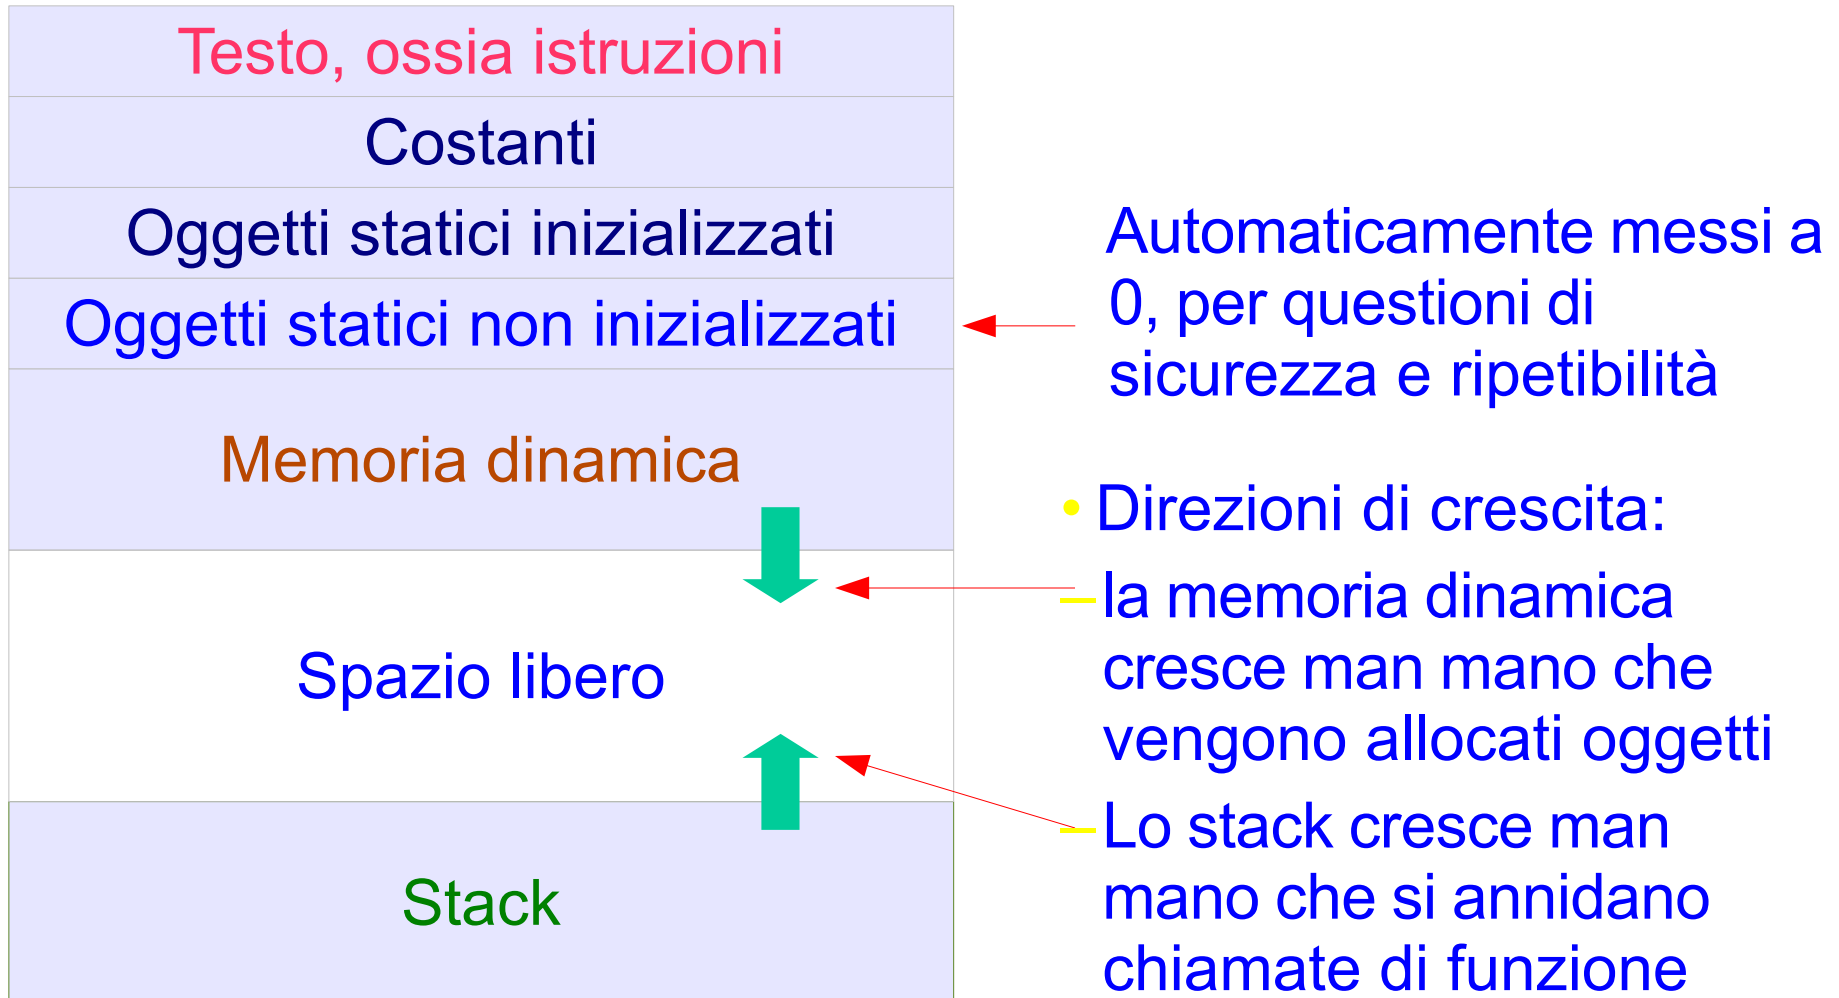 Testo, ossia istruzioni
Costanti
Oggetti statici inizializzati
Oggetti statici non inizializzati
Memoria dinamica
Spazio libero
Stack
Automaticamente messi a
0, per questioni di
sicurezza e ripetibilità
• Direzioni di crescita:
– la memoria dinamica
cresce man mano che
vengono allocati oggetti
– Lo stack cresce man
mano che si annidano
chiamate di funzione